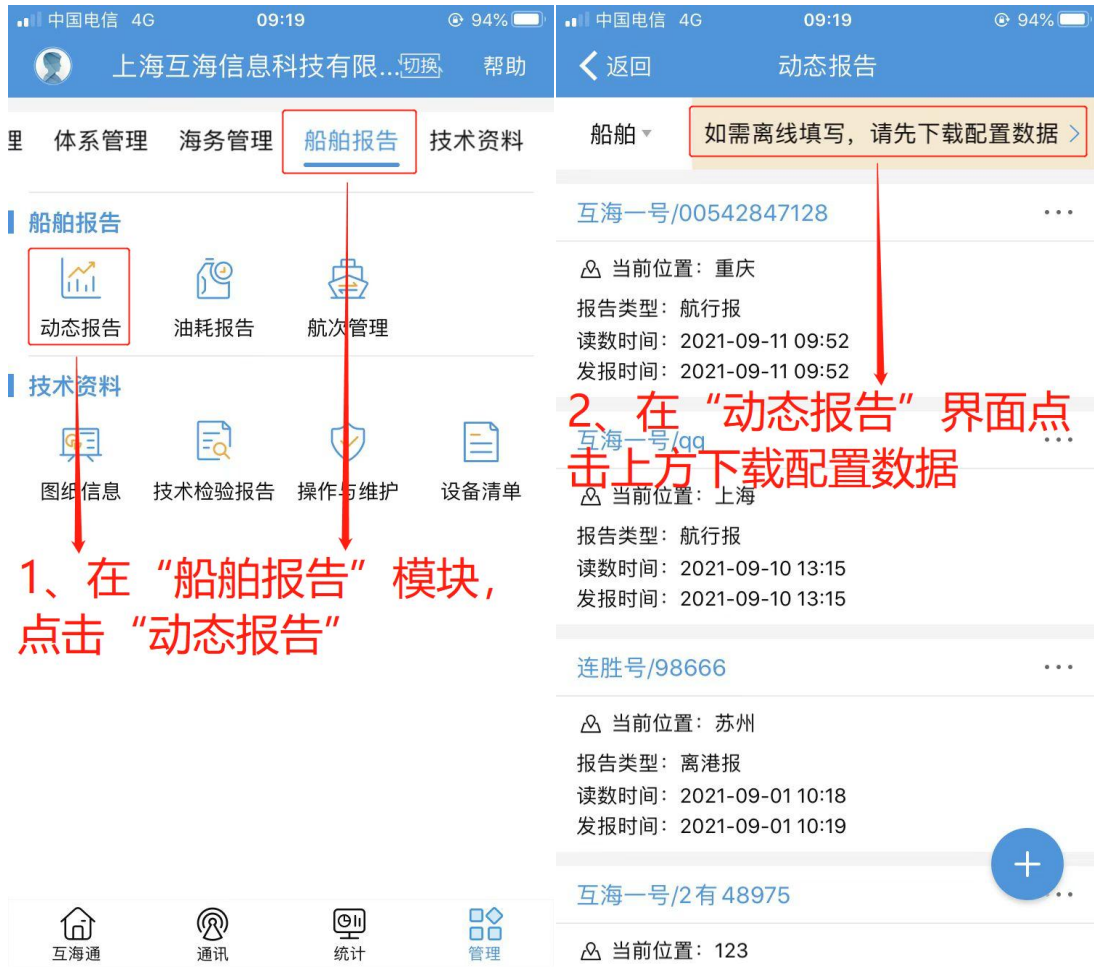 中国电信 4G 09:19 94%
上海互海信息科技有限... 切换 帮助
理 体系管理 海务管理 船舶报告 技术资料
船舶报告
动态报告 油耗报告 航次管理
技术资料
图纸信息 技术检验报告 操作与维护 设备清单
1、在“船舶报告”模块，
点击“动态报告”
互海通 通讯 统计 管理
中国电信 4G 09:19 94%
返回 动态报告
船舶 如需离线填写，请先下载配置数据
互海一号/00542847128
当前位置：重庆
报告类型：航行报
读数时间：2021-09-11 09:52
发报时间：2021-09-11 09:52
2、在“动态报告”界面点
击上方下载配置数据
互海一号/qq
当前位置：上海
报告类型：航行报
读数时间：2021-09-10 13:15
发报时间：2021-09-10 13:15
连胜号/98666
当前位置：苏州
报告类型：离港报
读数时间：2021-09-01 10:18
发报时间：2021-09-01 10:19
互海一号/2有48975
当前位置：123